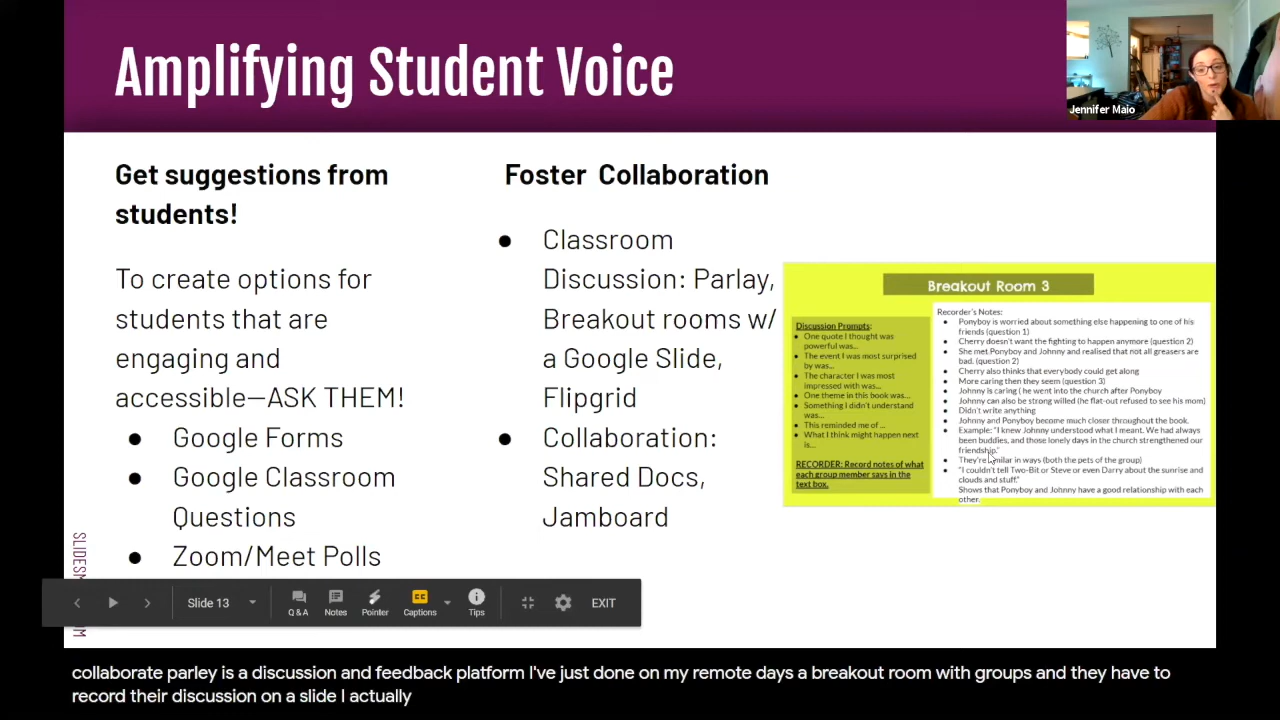 Amplifying Student Voice
Jennifer Maio
Get suggestions from
students!
To create options for
students that are
engaging and
accessible—ASK THEM!
● Google Forms
● Google Classroom
Questions
● Zoom/Meet Polls
Foster Collaboration
● Classroom
Discussion: Parlay,
Breakout rooms w/
a Google Slide,
Flipgrid
● Collaboration:
Shared Docs,
Jamboard
Breakout Room 3
Discussion Prompts:
● One quote I thought was
powerful was...
● The event I was most surprised
by was...
● The character I was most
impressed with was...
● One theme in this book was...
● Something I didn't understand
was...
● This reminded me of ...
● What I think might happen next
is...
RECORDER: Record notes of what
each group member says in the
text box.
Recorder's Notes:
● Ponyboy is worried about something else happening to one of his
friends (question 1)
● Cherry doesn't want the fighting to happen anymore (question 2)
● She met Ponyboy and Johnny and realised that not all greasers are
bad. (question 2)
● Cherry also thinks that everybody could get along
● More caring then they seem (question 3)
● Johnny is caring ( he went into the church after Ponyboy
● Johnny can also be strong willed (he flat-out refused to see his mom)
● Didn't write anything
● Johnny and Ponyboy become much closer throughout the book.
● Example: "I knew Johnny understood what I meant. We had always
been buddies, and those lonely days in the church strengthened our
friendship."
● They're similar in ways (both the pets of the group)
● "I couldn't tell Two-Bit or Steve or even Darry about the sunrise and
clouds and stuff."
Shows that Ponyboy and Johnny have a good relationship with each
other.
Slide 13
Q & A
Notes
Pointer
CC
Captions
Tips
EXIT
collaborate parley is a discussion and feedback platform I've just done on my remote days a breakout room with groups and they have to
record their discussion on a slide I actually